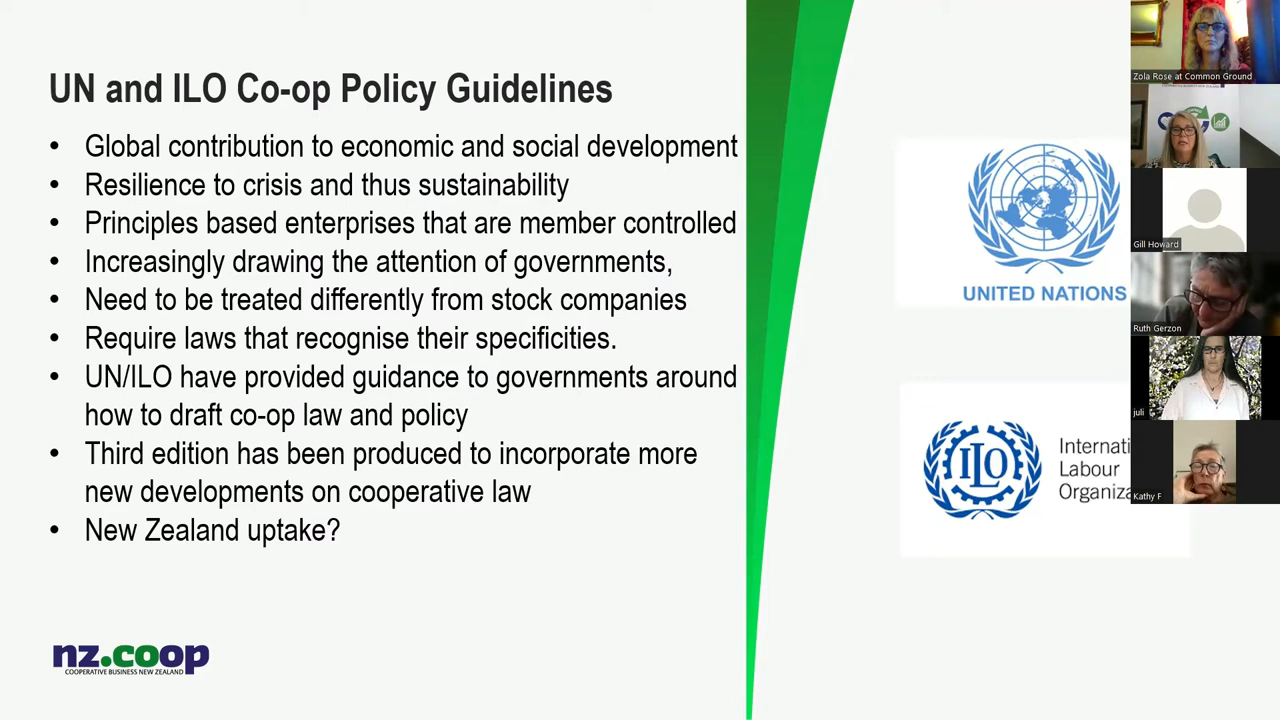 UN and ILO Co-op Policy Guidelines
• Global contribution to economic and social development
• Resilience to crisis and thus sustainability
• Principles based enterprises that are member controlled
• Increasingly drawing the attention of governments,
• Need to be treated differently from stock companies
• Require laws that recognise their specificities.
• UN/ILO have provided guidance to governments around
how to draft co-op law and policy
• Third edition has been produced to incorporate more
new developments on cooperative law
• New Zealand uptake?
nz.coop
COOPERATIVE BUSINESS NEW ZEALAND
UNITED NATIONS
ILO
Internati
Labour
Organiza
Zola Rose at Common Ground
Gill Howard
Ruth Gerzon
juli
Kathy F